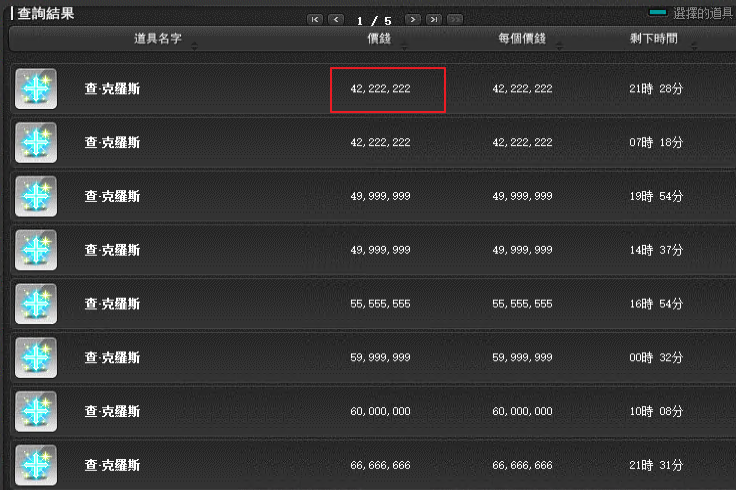 查詢結果
1 / 5
選擇的道具
道具名字 價錢 每個價錢 剩下時間
查·克羅斯 42,222,222 42,222,222 21時 28分
查·克羅斯 42,222,222 42,222,222 07時 18分
查·克羅斯 49,999,999 49,999,999 19時 54分
查·克羅斯 49,999,999 49,999,999 14時 37分
查·克羅斯 55,555,555 55,555,555 16時 54分
查·克羅斯 59,999,999 59,999,999 00時 32分
查·克羅斯 60,000,000 60,000,000 10時 08分
查·克羅斯 66,666,666 66,666,666 21時 31分